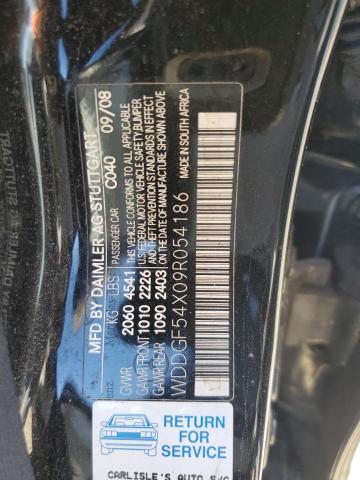 MFD BY DAIMLER AG-STUTTGART
PASSENGER CAR C040 09/08
KG LBS
GVWR 2060 4541 THIS CAR CONFORMS TO ALL APPLICABLE
GAWR FRONT 1010 2226 U.S FEDERAL MOTOR VEHICLE SAFETY BUMPER
GAWR REAR 1090 2403 AND THEFT PREVENTION STANDARDS IN EFFECT
ON THE DATE OF MANUFACTURE SHOWN ABOVE
WDDGF54X09R054186 MADE IN SOUTH AFRICA
RETURN FOR
SERVICE
CARLISLE'S AUTO SVC